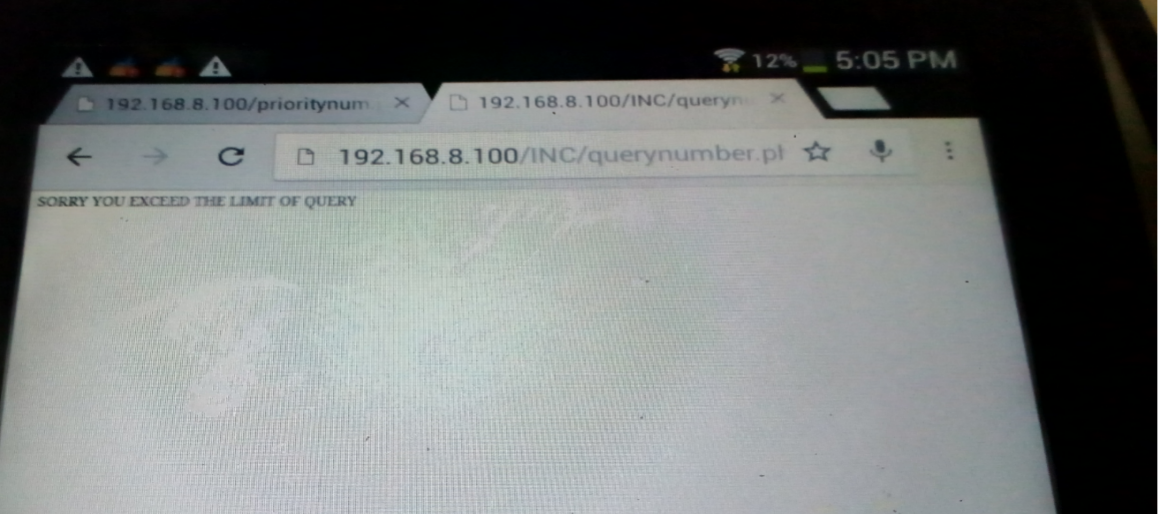 12% 5:05 PM
192.168.8.100/prioritynum
192.168.8.100/INC/queryn
192.168.8.100/INC/querynumber.ph
SORRY YOU EXCEED THE LIMIT OF QUERY